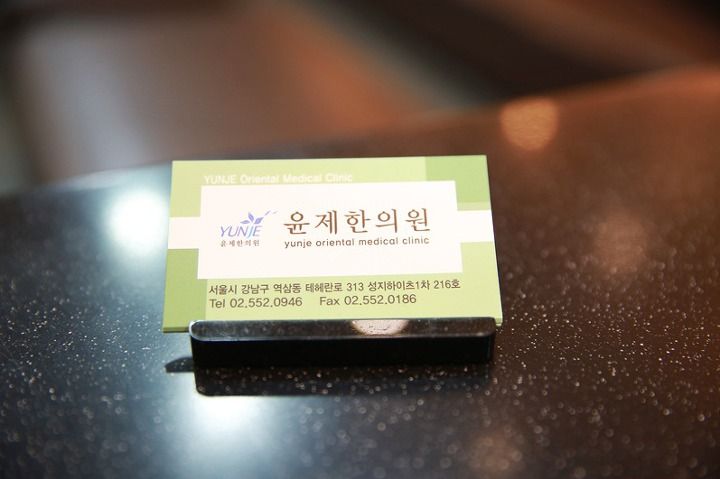 YUNJE Oriental Medical Clinic
YUNJE
윤제한의원
윤제한의원
yunje oriental medical clinic
서울시 강남구 역삼동 테헤란로 313 성지하이츠1차 216호
Tel 02.552.0946 Fax 02.552.0186